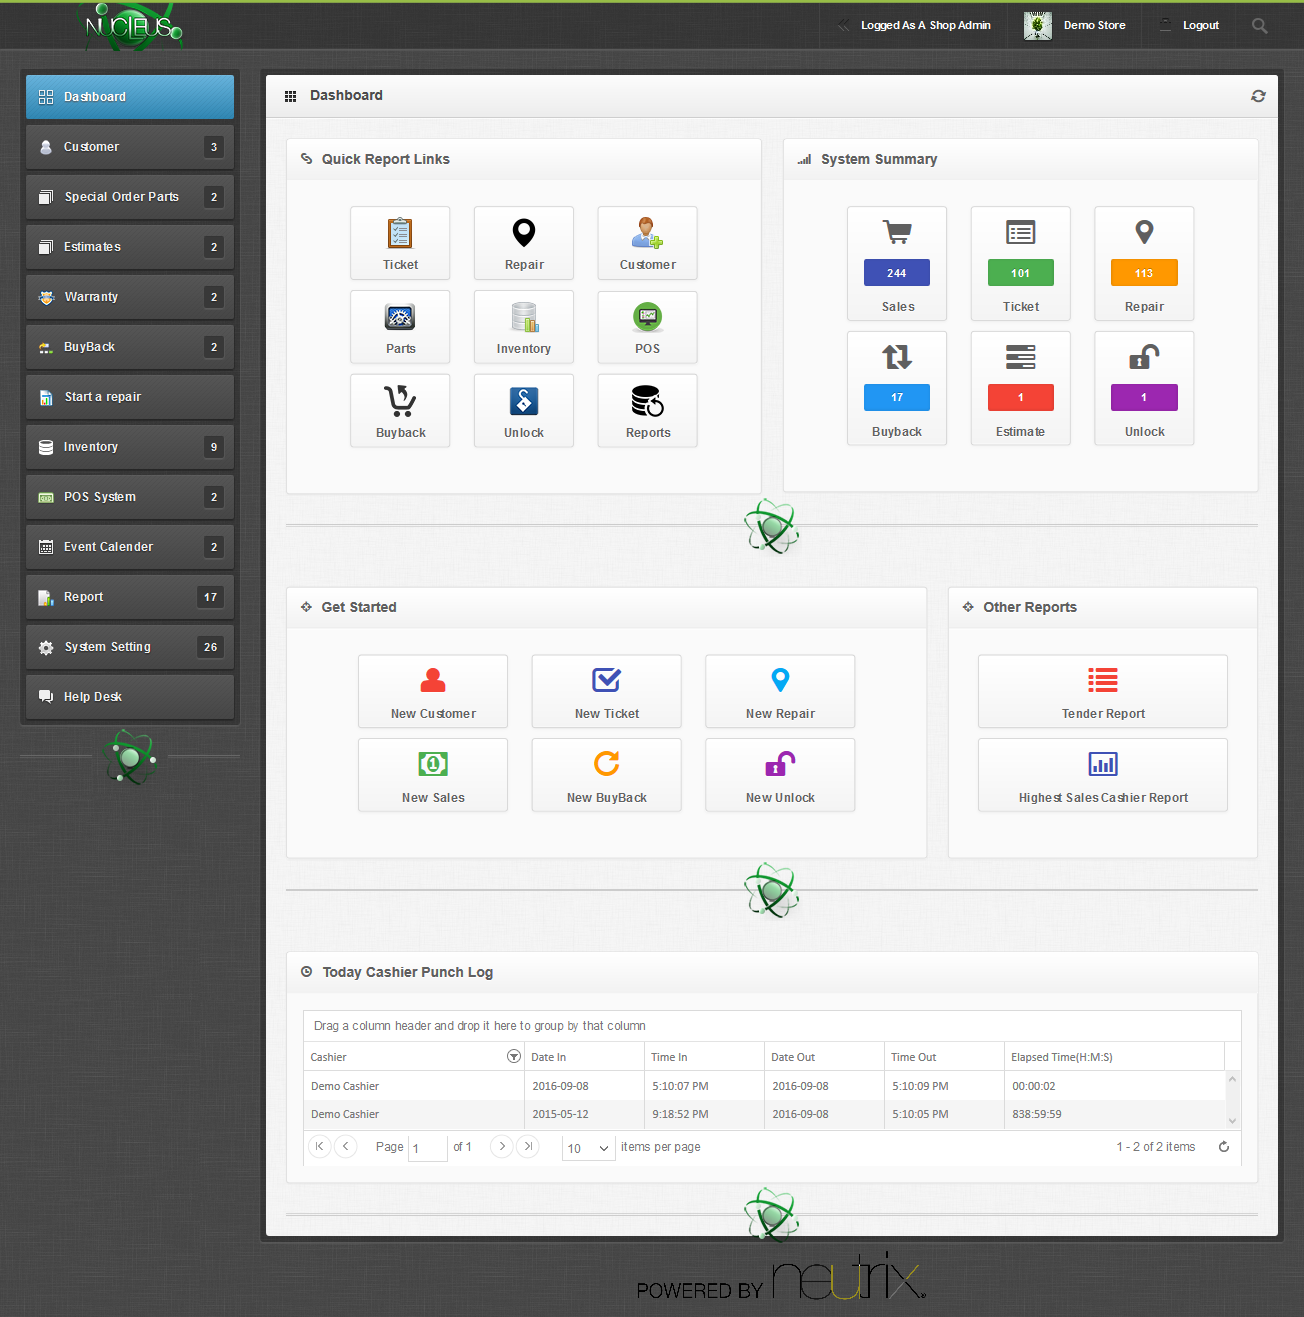 NUCLEUS
Logged As A Shop Admin
Demo Store
Logout
Dashboard
Customer 3
Special Order Parts 2
Estimates 2
Warranty 2
BuyBack 2
Start a repair
Inventory 9
POS System 2
Event Calender 2
Report 17
System Setting 26
Help Desk
Dashboard
Quick Report Links
Ticket Repair Customer
Parts Inventory POS
Buyback Unlock Reports
System Summary
244 101 113
Sales Ticket Repair
17 1 1
Buyback Estimate Unlock
Get Started
New Customer New Ticket New Repair
1
New Sales New BuyBack New Unlock
Other Reports
Tender Report
Highest Sales Cashier Report
Today Cashier Punch Log
Drag a column header and drop it here to group by that column
Cashier Date In Time In Date Out Time Out Elapsed Time(H:M:S)
Demo Cashier 2016-09-08 5:10:07 PM 2016-09-08 5:10:09 PM 00:00:02
Demo Cashier 2015-05-12 9:18:52 PM 2016-09-08 5:10:05 PM 838:59:59
Page 1 of 1 10 items per page 1 - 2 of 2 items
POWERED BY neutrix®